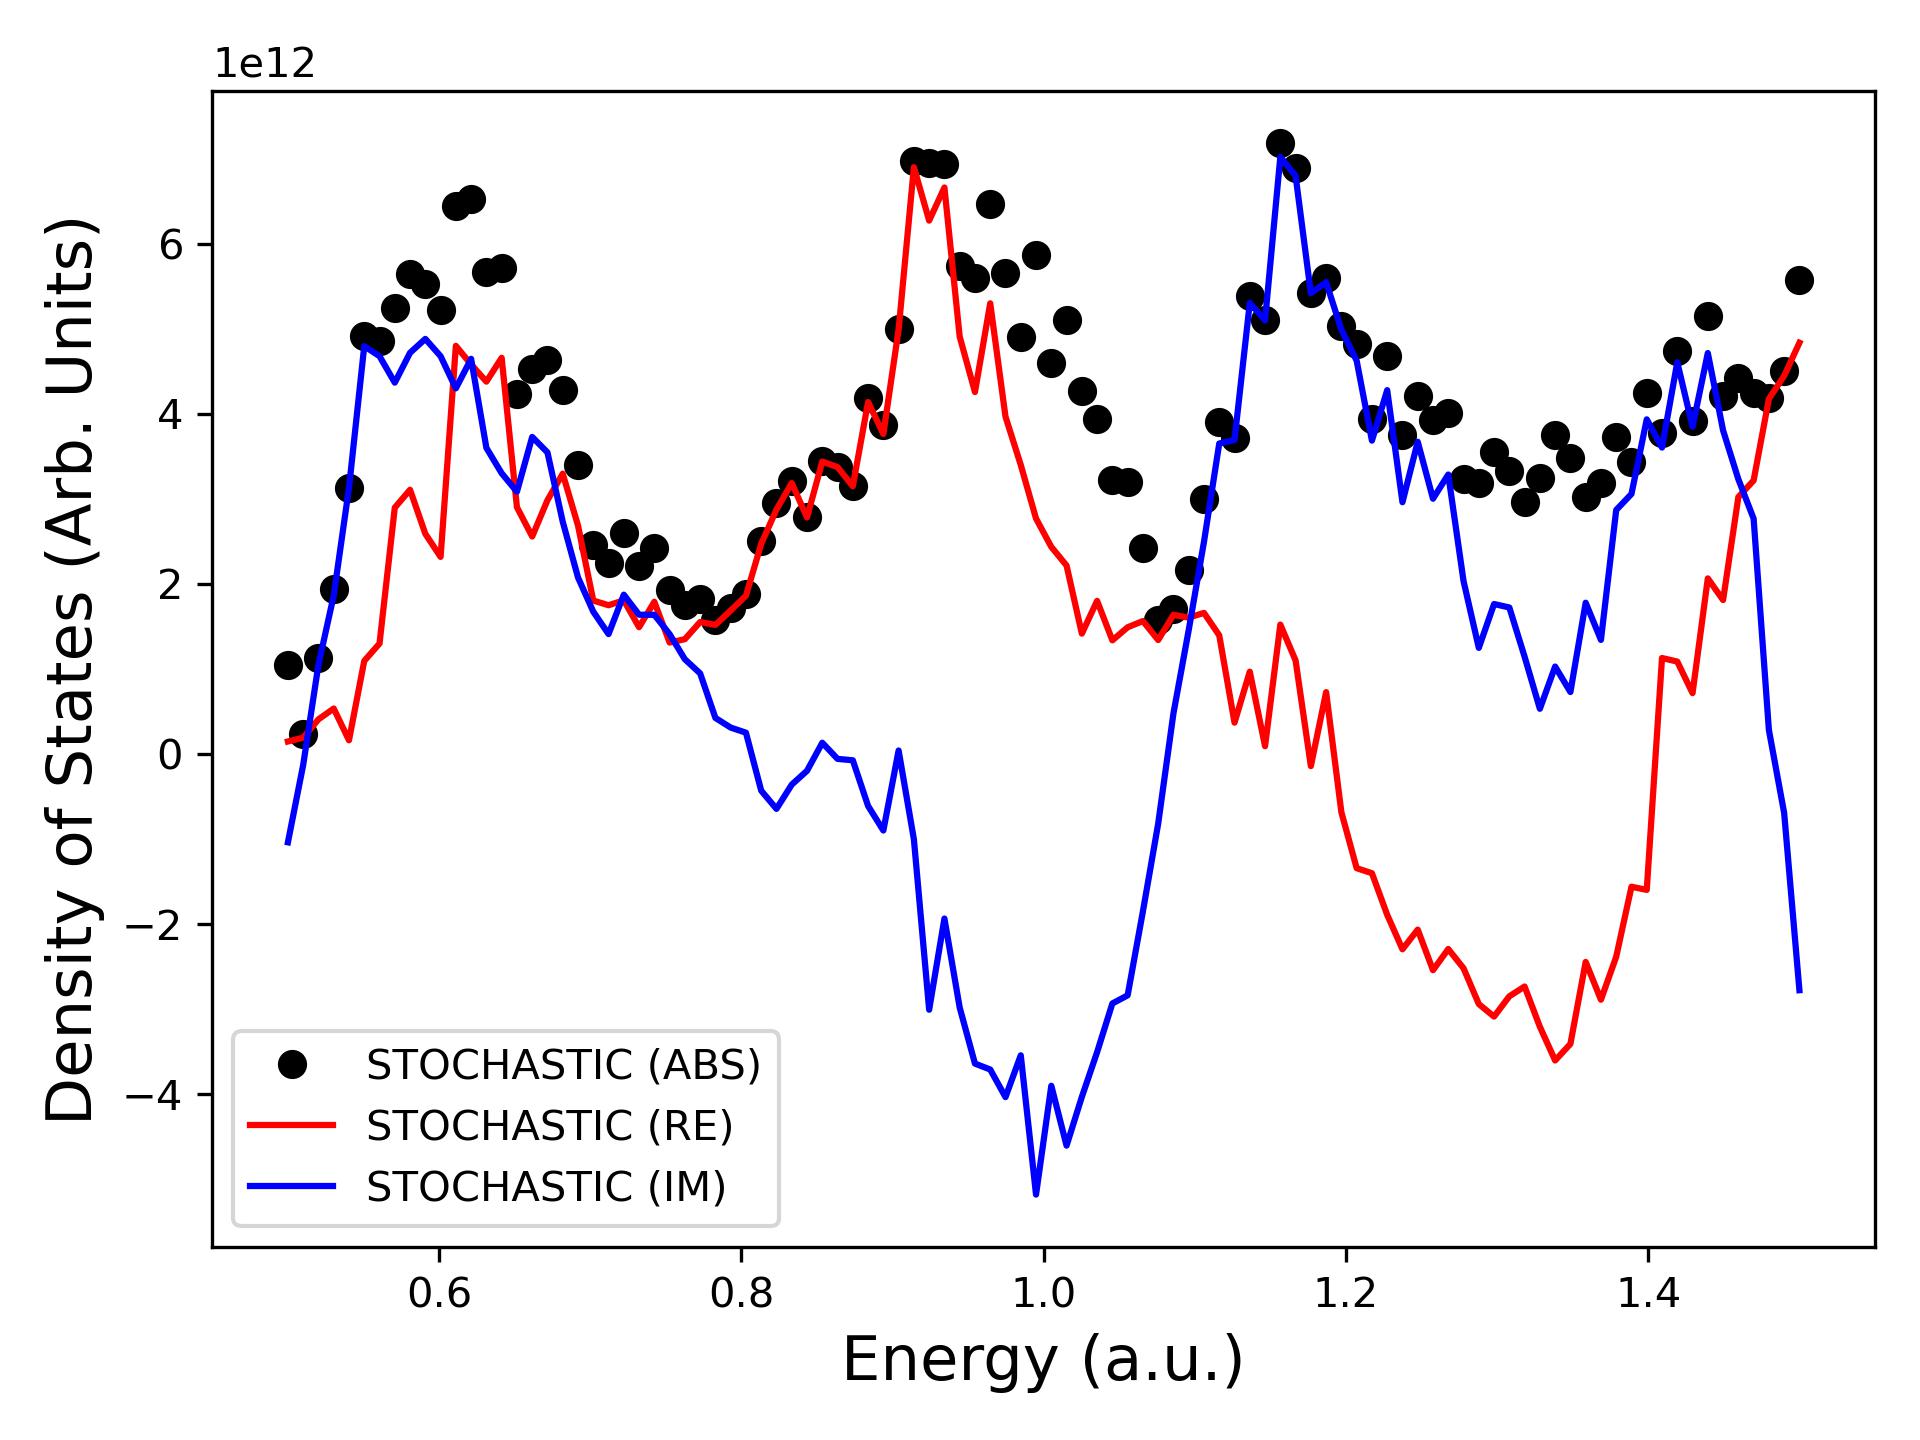 1e12
Density of States (Arb. Units)
6
4
2
0
−2
−4
STOCHASTIC (ABS)
STOCHASTIC (RE)
STOCHASTIC (IM)
0.6 0.8 1.0 1.2 1.4
Energy (a.u.)